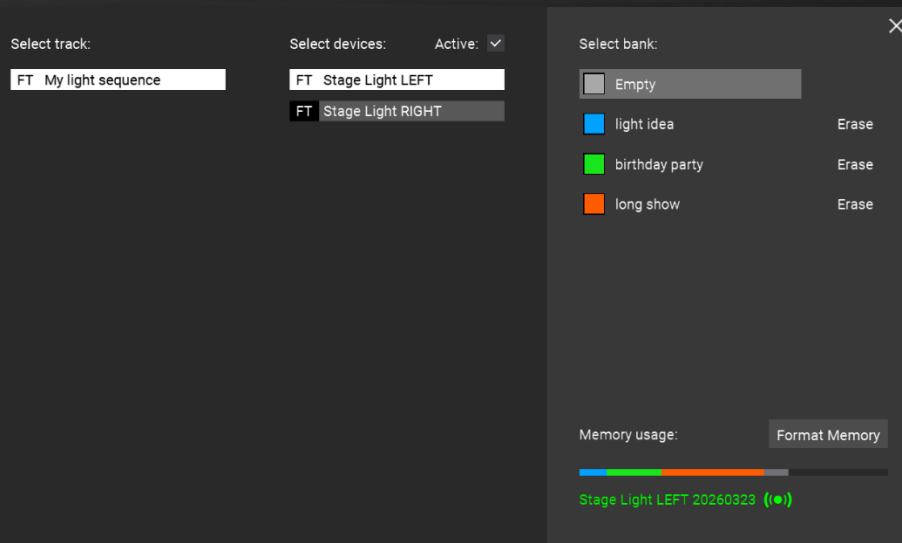 Select track:
FT My light sequence
Select devices: Active:
FT Stage Light LEFT
FT Stage Light RIGHT
Select bank:
Empty
light idea Erase
birthday party Erase
long show Erase
Memory usage: Format Memory
Stage Light LEFT 20260323